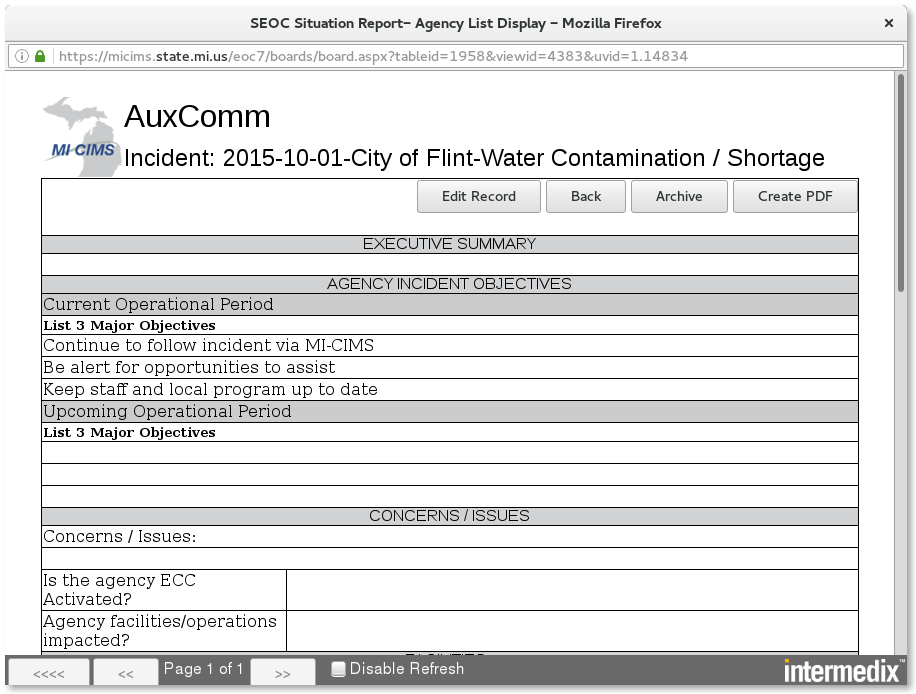 SEOC Situation Report– Agency List Display – Mozilla Firefox
https://micims.state.mi.us/eoc7/boards/board.aspx?tableid=1958&viewid=4383&uvid=1.14834
AuxComm
MI CIMS
Incident: 2015-10-01-City of Flint-Water Contamination / Shortage
Edit Record Back Archive Create PDF
EXECUTIVE SUMMARY
AGENCY INCIDENT OBJECTIVES
Current Operational Period
List 3 Major Objectives
Continue to follow incident via MI-CIMS
Be alert for opportunities to assist
Keep staff and local program up to date
Upcoming Operational Period
List 3 Major Objectives
CONCERNS / ISSUES
Concerns / Issues:
Is the agency ECC
Activated?
Agency facilities/operations
impacted?
<<<< << Page 1 of 1 >> Disable Refresh intermedix™